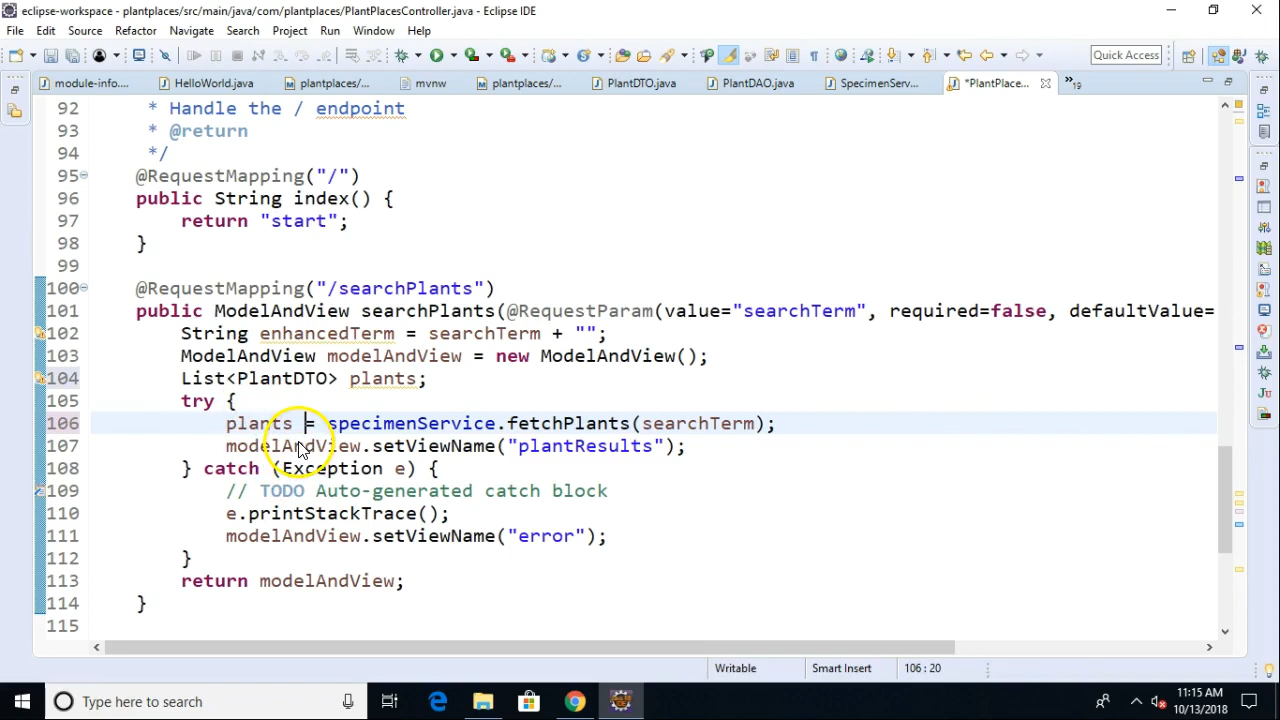 eclipse-workspace - plantplaces/src/main/java/com/plantplaces/PlantPlacesController.java - Eclipse IDE
File Edit Source Refactor Navigate Search Project Run Window Help
Quick Access
module-info.... HelloWorld.java plantplaces/... mvnw plantplaces/... PlantDTO.java PlantDAO.java SpecimenServ... *PlantPlace... »19
92 * Handle the / endpoint
93 * @return
94 */
95 @RequestMapping("/")
96 public String index() {
97 return "start";
98 }
99
100 @RequestMapping("/searchPlants")
101 public ModelAndView searchPlants(@RequestParam(value="searchTerm", required=false, defaultValue=
102 String enhancedTerm = searchTerm + "";
103 ModelAndView modelAndView = new ModelAndView();
104 List<PlantDTO> plants;
105 try {
106 plants = specimenService.fetchPlants(searchTerm);
107 modelAndView.setViewName("plantResults");
108 } catch (Exception e) {
109 // TODO Auto-generated catch block
110 e.printStackTrace();
111 modelAndView.setViewName("error");
112 }
113 return modelAndView;
114 }
115
Writable Smart Insert 106 : 20
Type here to search
11:15 AM
10/13/2018